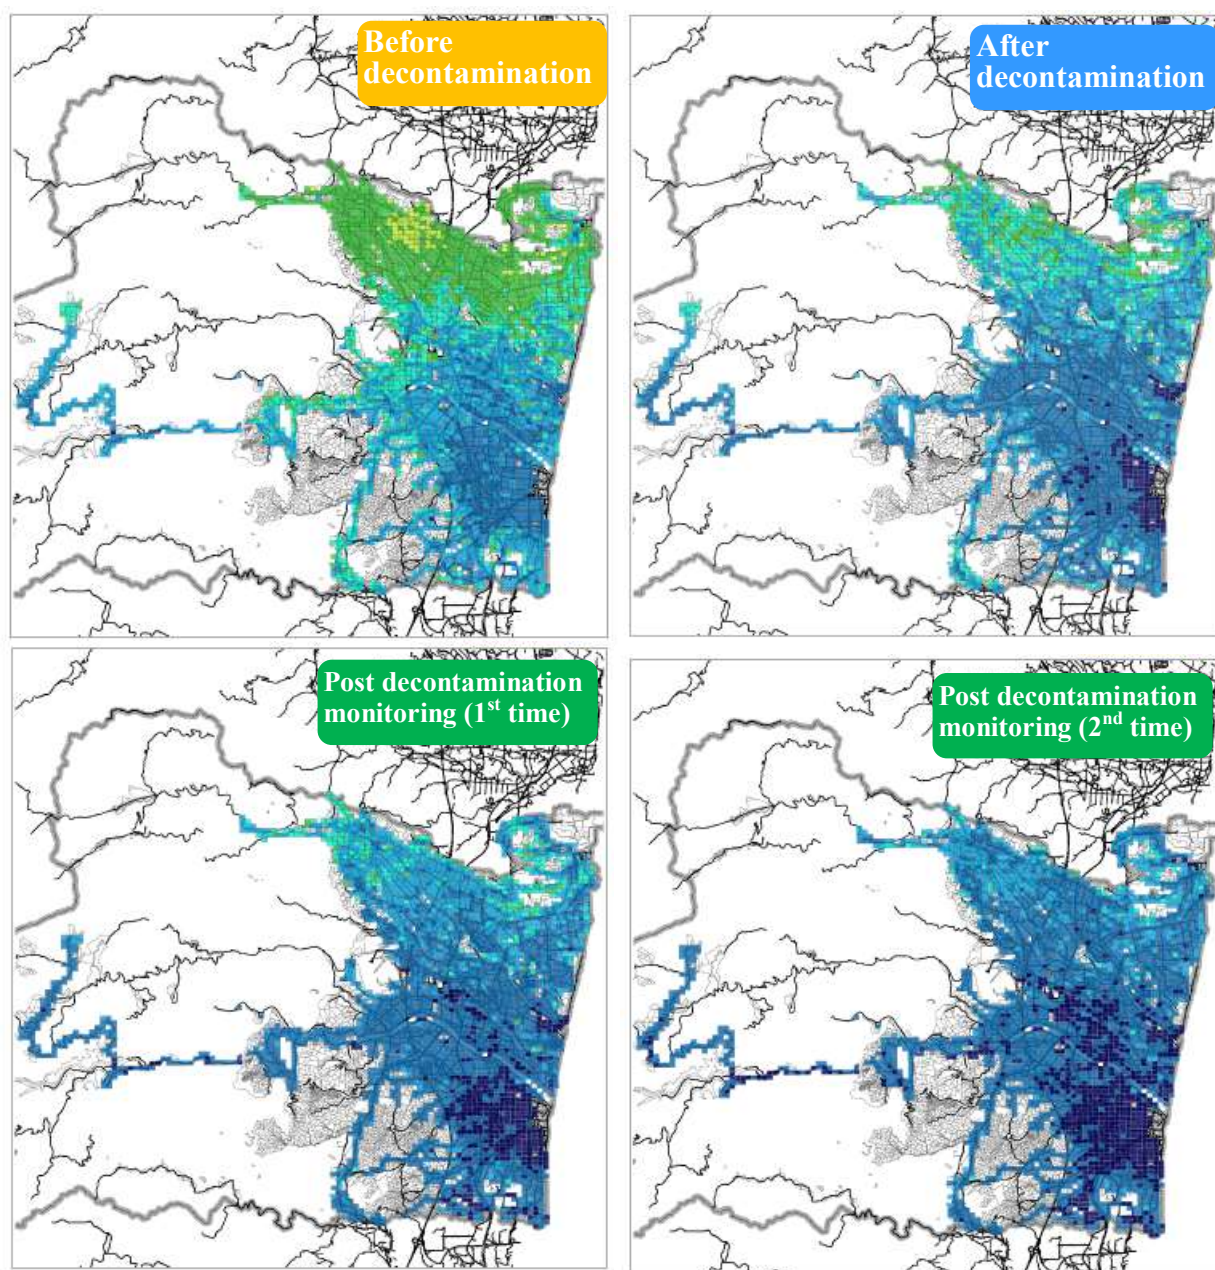 Before
decontamination
After
decontamination
Post decontamination
monitoring (1st time)
Post decontamination
monitoring (2nd time)